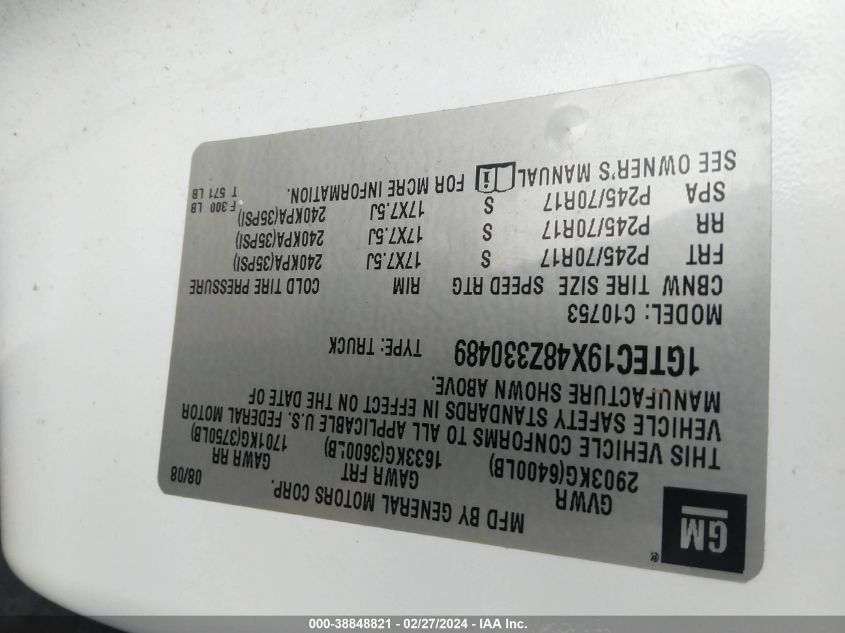 GM ®
MFD BY GENERAL MOTORS CORP.
08/08
GVWR GAWR FRT GAWR RR
2903KG(6400LB) 1633KG(3600LB) 1701KG(3750LB)
THIS VEHICLE CONFORMS TO ALL APPLICABLE U.S. FEDERAL MOTOR
VEHICLE SAFETY STANDARDS IN EFFECT ON THE DATE OF
MANUFACTURE SHOWN ABOVE.
1GTEC19X48Z330489 TYPE: TRUCK
MODEL: C10753
CBNW TIRE SIZE SPEED RTG RIM COLD TIRE PRESSURE
FRT P245/70R17 S 17X7.5J 240KPA(35PSI)
RR P245/70R17 S 17X7.5J 240KPA(35PSI)
SPA P245/70R17 S 17X7.5J 240KPA(35PSI)
SEE OWNER'S MANUAL i FOR MORE INFORMATION.
F 300 LB
T 571 LB
000-38848821 - 02/27/2024 - IAA Inc.